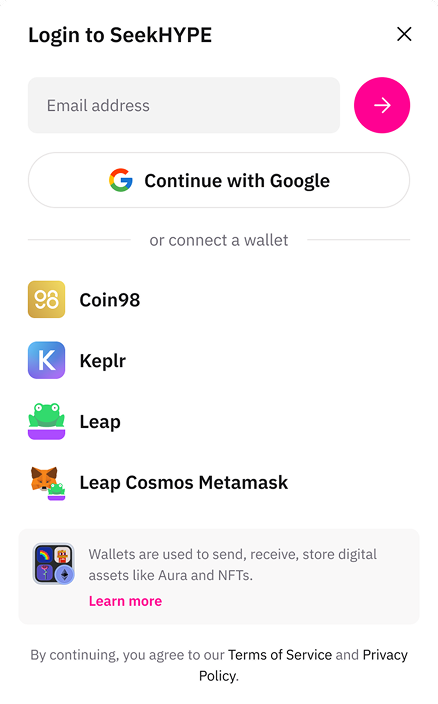 Login to SeekHYPE
Email address
Continue with Google
or connect a wallet
98
Coin98
K
Keplr
Leap
Leap Cosmos Metamask
Wallets are used to send, receive, store digital
assets like Aura and NFTs.
Learn more
By continuing, you agree to our Terms of Service and Privacy
Policy.